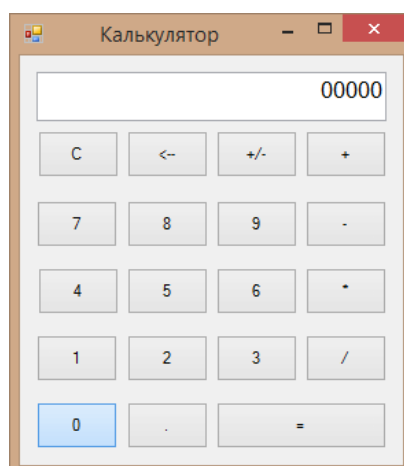 Калькулятор
00000
C <-- +/- +
7 8 9 -
4 5 6 *
1 2 3 /
0 . =